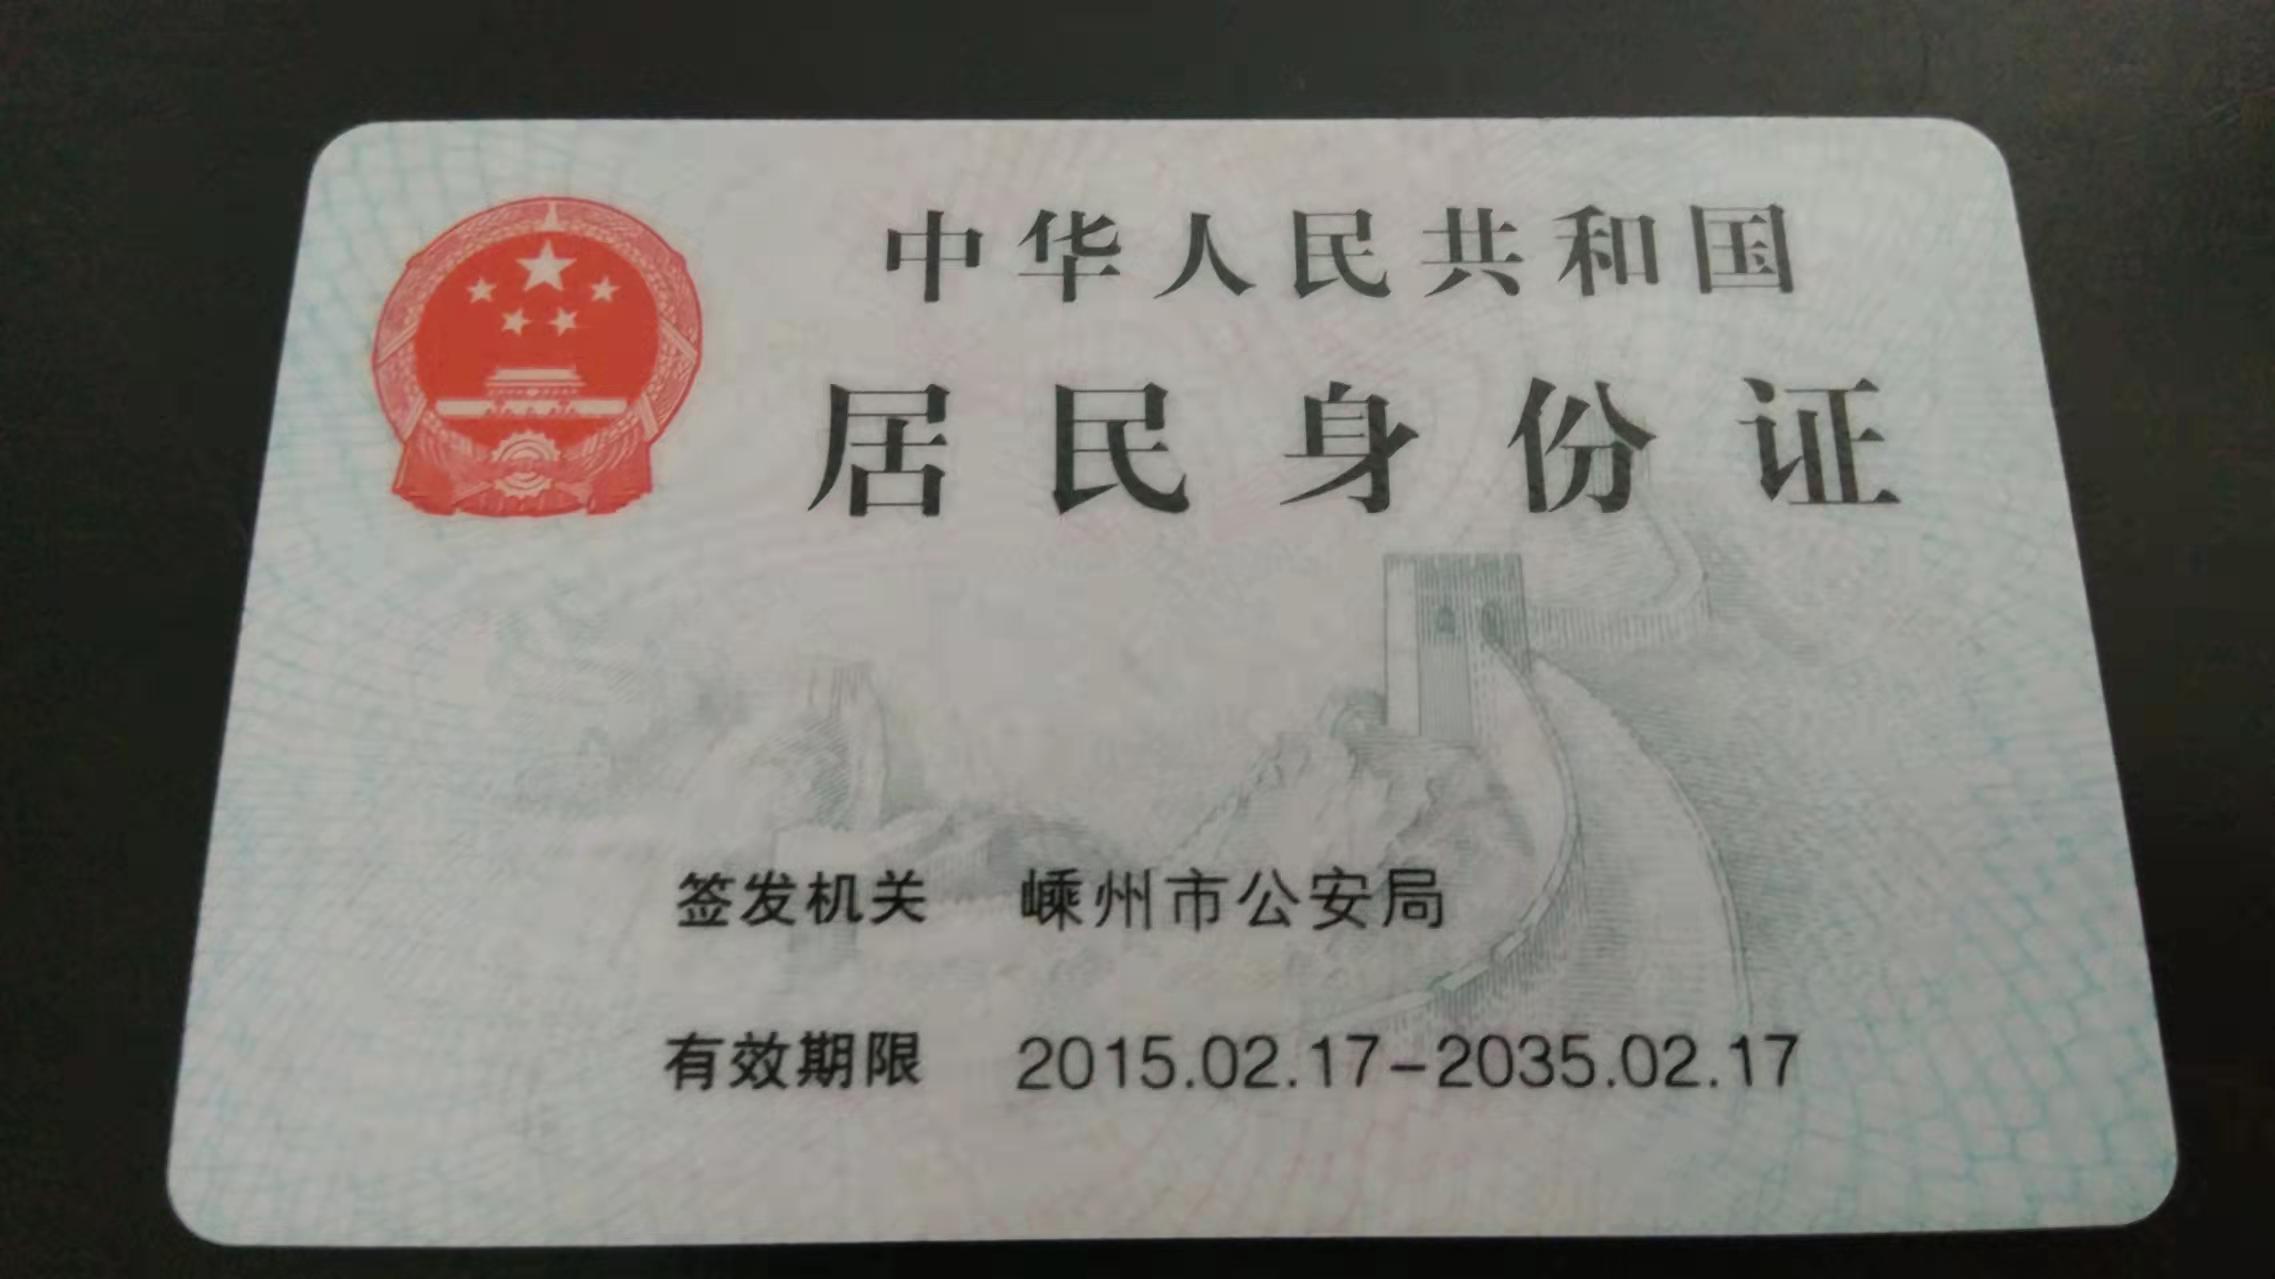 中华人民共和国
居民身份证
签发机关 嵊州市公安局
有效期限 2015.02.17-2035.02.17